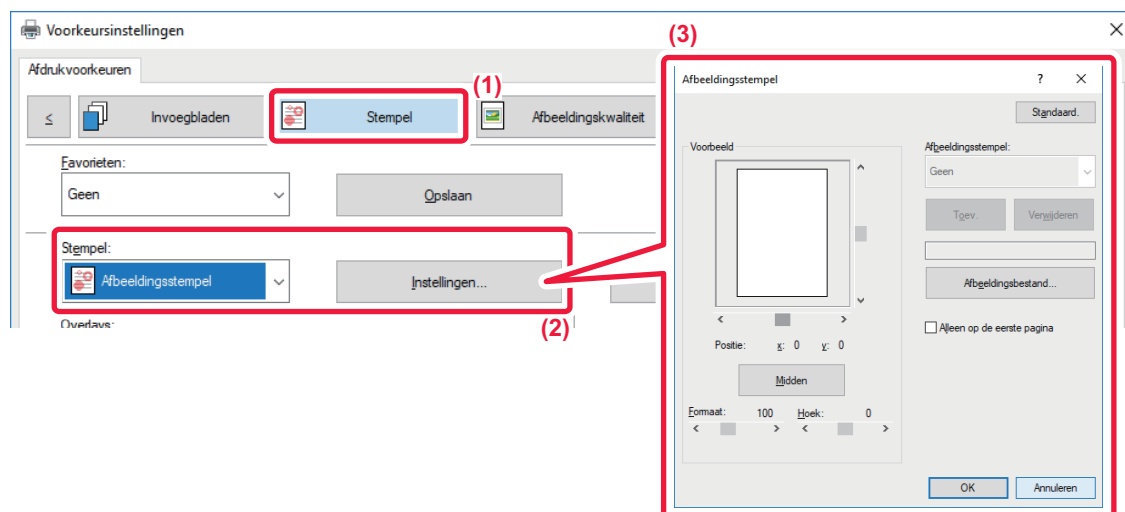 Voorkeursinstellingen
Afdrukvoorkeuren
(1)
≤ Invoegbladen Stempel Afbeeldingskwaliteit
Favorieten:
Geen Opslaan
Stempel:
Afbeeldingsstempel Instellingen...
(2)
Overlays:
(3)
Afbeeldingsstempel ? ×
Standaard.
Voorbeeld Afbeeldingsstempel:
Geen
Toev. Verwijderen
Afbeeldingsbestand...
Alleen op de eerste pagina
Positie: x: 0 y: 0
Midden
Formaat: 100 Hoek: 0
OK Annuleren